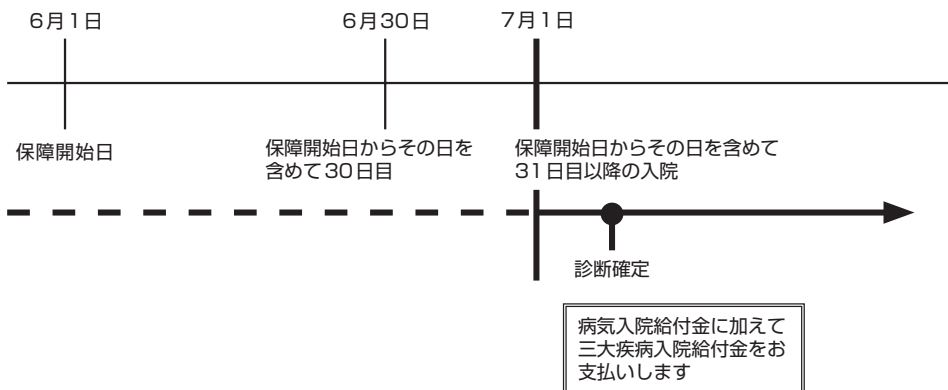 6月1日
6月30日
7月1日
保障開始日
保障開始日からその日を
含めて30日目
保障開始日からその日を含めて
31日目以降の入院
診断確定
病気入院給付金に加えて
三大疾病入院給付金をお
支払いします